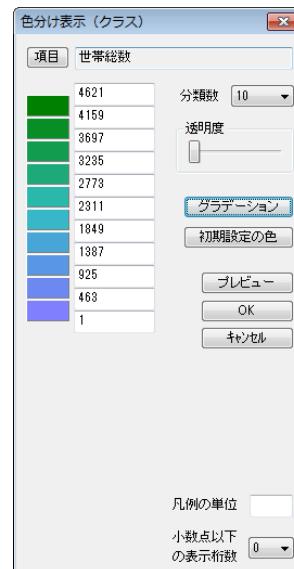 色分け表示（クラス）
項目 世帯総数
4621
4159
3697
3235
2773
2311
1849
1387
925
463
1
分類数 10
透明度
グラデーション
初期設定の色
プレビュー
OK
キャンセル
凡例の単位
小数点以下
の表示桁数 0